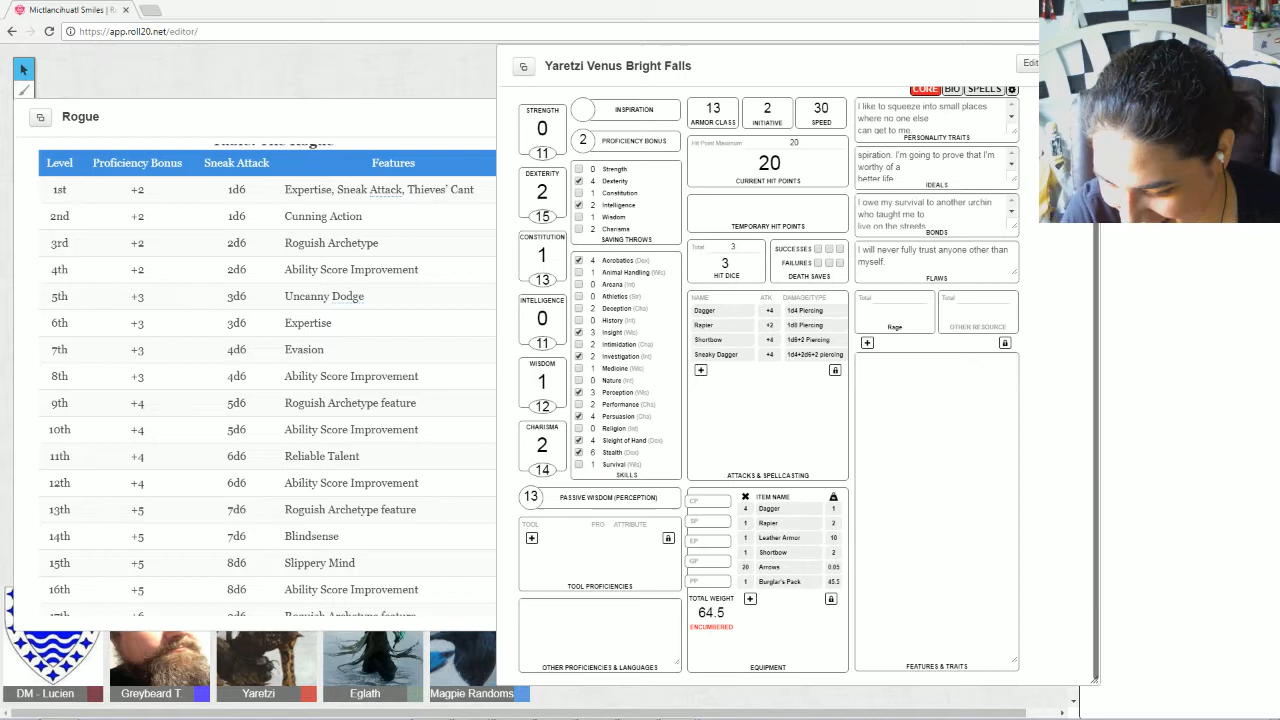 Mictlancihuatl Smiles | R
https://app.roll20.net/editor/
Rogue
Level Proficiency Bonus Sneak Attack Features
1st +2 1d6 Expertise, Sneak Attack, Thieves' Cant
2nd +2 1d6 Cunning Action
3rd +2 2d6 Roguish Archetype
4th +2 2d6 Ability Score Improvement
5th +3 3d6 Uncanny Dodge
6th +3 3d6 Expertise
7th +3 4d6 Evasion
8th +3 4d6 Ability Score Improvement
9th +4 5d6 Roguish Archetype feature
10th +4 5d6 Ability Score Improvement
11th +4 6d6 Reliable Talent
12th +4 6d6 Ability Score Improvement
13th +5 7d6 Roguish Archetype feature
14th +5 7d6 Blindsense
15th +5 8d6 Slippery Mind
16th +5 8d6 Ability Score Improvement
Yaretzi Venus Bright Falls
Edi
CORE BIO SPELLS
STRENGTH
0
11
DEXTERITY
2
15
CONSTITUTION
1
13
INTELLIGENCE
0
11
WISDOM
1
12
CHARISMA
2
14
INSPIRATION
2 PROFICIENCY BONUS
0 Strength
4 Dexterity
1 Constitution
2 Intelligence
1 Wisdom
2 Charisma
SAVING THROWS
4 Acrobatics (Dex)
1 Animal Handling (Wis)
0 Arcana (Int)
0 Athletics (Str)
2 Deception (Cha)
0 History (Int)
3 Insight (Wis)
2 Intimidation (Cha)
2 Investigation (Int)
1 Medicine (Wis)
0 Nature (Int)
3 Perception (Wis)
2 Performance (Cha)
4 Persuasion (Cha)
0 Religion (Int)
4 Sleight of Hand (Dex)
6 Stealth (Dex)
1 Survival (Wis)
SKILLS
13 PASSIVE WISDOM (PERCEPTION)
TOOL PRO ATTRIBUTE
TOOL PROFICIENCIES
OTHER PROFICIENCIES & LANGUAGES
13 2 30
ARMOR CLASS INITIATIVE SPEED
Hit Point Maximum 20
20
CURRENT HIT POINTS
TEMPORARY HIT POINTS
Total 3
3
HIT DICE
SUCCESSES
FAILURES
DEATH SAVES
NAME ATK DAMAGE/TYPE
Dagger +4 1d4 Piercing
Rapier +2 1d8 Piercing
Shortbow +4 1d6+2 Piercing
Sneaky Dagger +4 1d4+2d6+2 piercing
ATTACKS & SPELLCASTING
CP
SP
EP
GP
PP
ITEM NAME
4 Dagger 1
1 Rapier 2
1 Leather Armor 10
1 Shortbow 2
20 Arrows 0.05
1 Burglar's Pack 45.5
TOTAL WEIGHT
64.5
ENCUMBERED
EQUIPMENT
I like to squeeze into small places
where no one else
can get to me
PERSONALITY TRAITS
spiration. I'm going to prove that I'm
worthy of a
better life
IDEALS
I owe my survival to another urchin
who taught me to
live on the streets
BONDS
I will never fully trust anyone other than
myself.
FLAWS
Total
Rage
Total
OTHER RESOURCE
FEATURES & TRAITS
DM - Lucien
Greybeard T.
Yaretzi
Eglath
Magpie Randoms